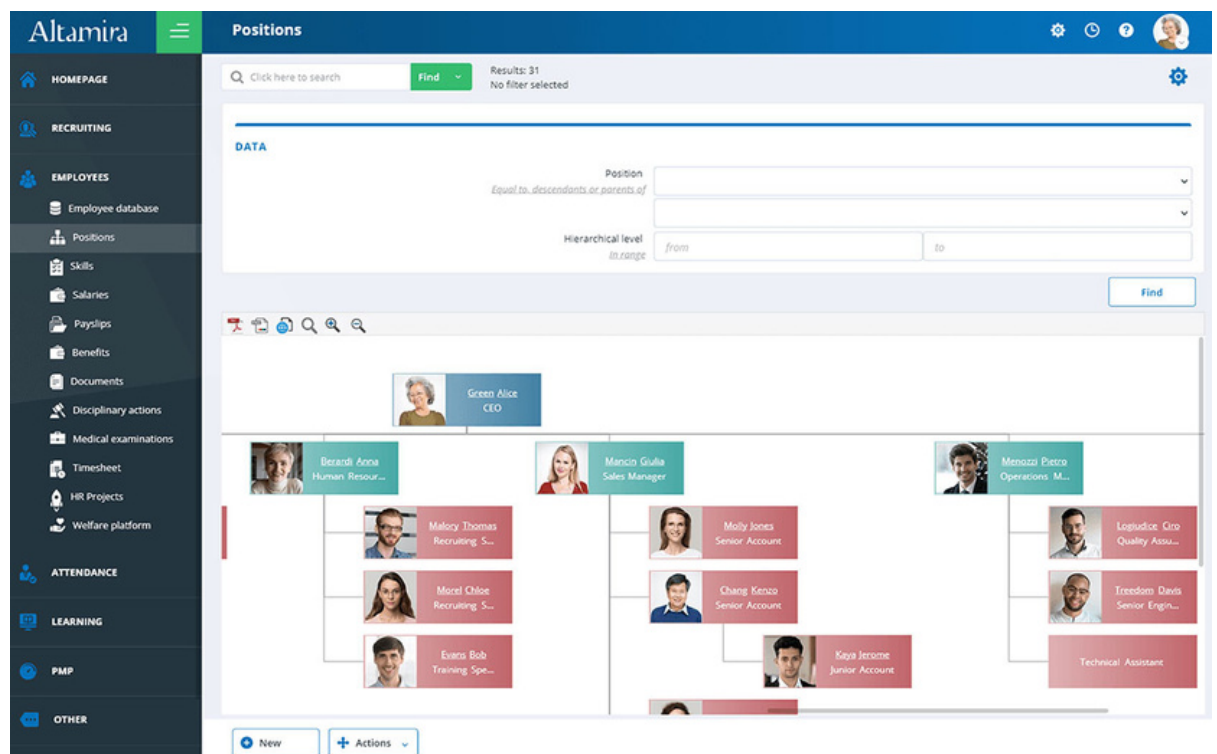 Altamira
Positions
HOMEPAGE
RECRUITING
EMPLOYEES
Employee database
Positions
Skills
Salaries
Payslips
Benefits
Documents
Disciplinary actions
Medical examinations
Timesheet
HR Projects
Welfare platform
ATTENDANCE
LEARNING
PMP
OTHER
Click here to search
Find
Results: 31
No filter selected
DATA
Position
Equal to, descendants or parents of
Hierarchical level
In range
from
to
Find
Green Alice
CEO
Berardi Anna
Human Resour...
Mancin Giulia
Sales Manager
Menozzi Pietro
Operations M...
Malory Thomas
Recruiting S...
Molly Jones
Senior Account
Logiudice Ciro
Quality Assu...
Morel Chloe
Recruiting S...
Chang Kenzo
Senior Account
Treedom Davis
Senior Engin...
Evans Bob
Training Spe...
Kaya Jerome
Junior Account
Technical Assistant
New
Actions